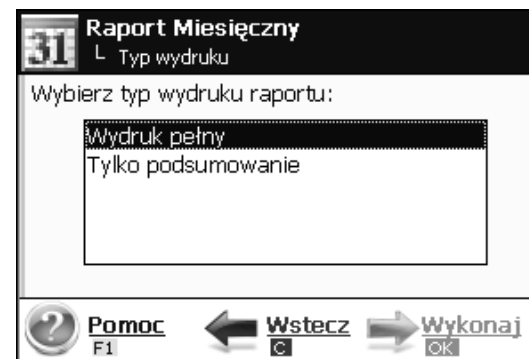 31 Raport Miesięczny
└ Typ wydruku
Wybierz typ wydruku raportu:
Wydruk pełny
Tylko podsumowanie
Pomoc Wstecz Wykonaj
F1 C OK